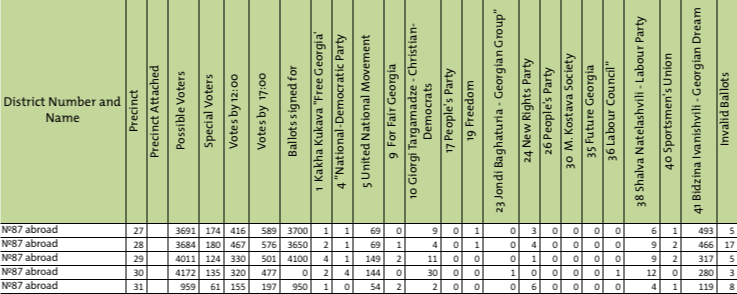 District Number and Name
Precinct
Precinct Attached
Possible Voters
Special Voters
Votes by 12:00
Votes by 17:00
Ballots signed for
1 Kakha Kukava "Free Georgia'
4 "National-Democratic Party
5 United National Movement
9 For Fair Georgia
10 Giorgi Targamadze - Christian-Democrats
17 People's Party
19 Freedom
23 Jondi Baghaturia - Georgian Group"
24 New Rights Party
26 People's Party
30 M. Kostava Society
35 Future Georgia
36 Labour Council"
38 Shalva Natelashvili - Labour Party
40 Sportsmen's Union
41 Bidzina Ivanishvili - Georgian Dream
Invalid Ballots
№87 abroad 27 3691 174 416 589 3700 1 1 69 0 9 0 1 0 3 0 0 0 0 6 1 493 5
№87 abroad 28 3684 180 467 576 3650 2 1 69 1 4 0 1 0 4 0 0 0 0 9 2 466 17
№87 abroad 29 4011 124 330 501 4100 4 1 149 2 11 0 0 0 1 0 0 0 0 9 2 317 5
№87 abroad 30 4172 135 320 477 0 2 4 144 0 30 0 0 1 0 0 0 0 1 12 0 280 3
№87 abroad 31 959 61 155 197 950 1 0 54 2 2 0 0 0 6 0 0 0 0 4 1 119 8